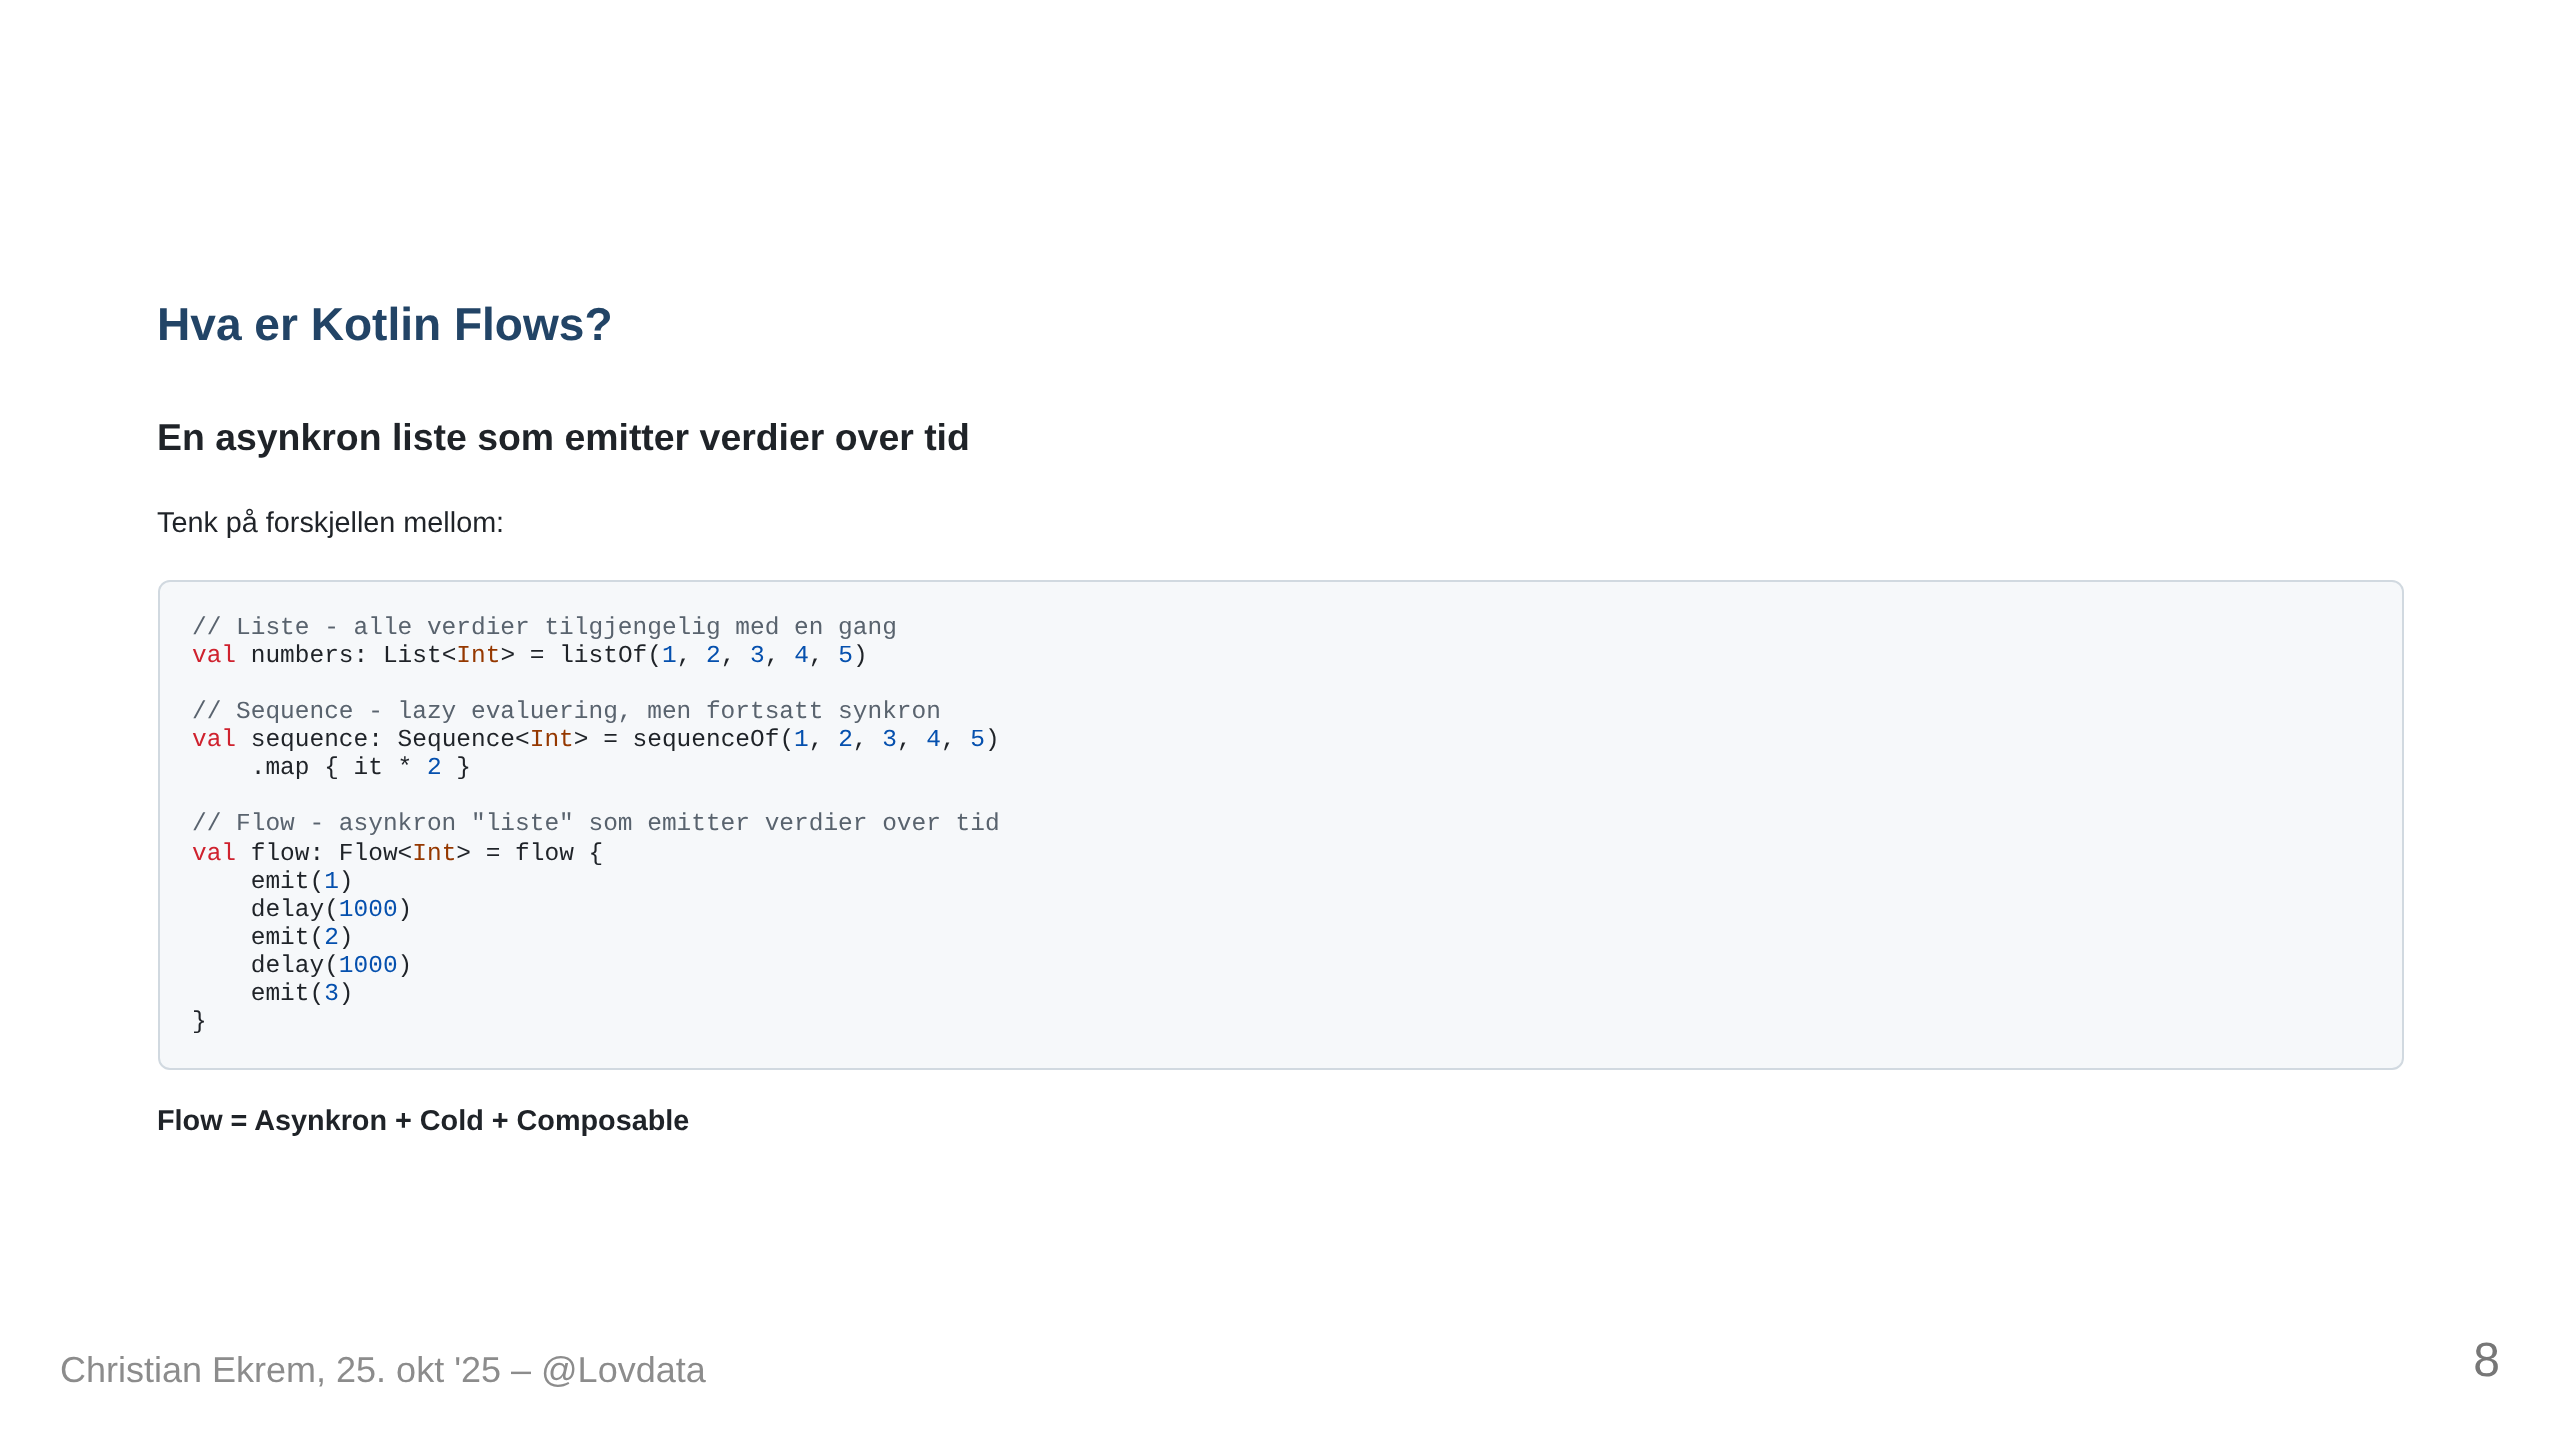 Hva er Kotlin Flows?
En asynkron liste som emitter verdier over tid
Tenk på forskjellen mellom:
// Liste - alle verdier tilgjengelig med en gang
val numbers: List<Int> = listOf(1, 2, 3, 4, 5)
// Sequence - lazy evaluering, men fortsatt synkron
val sequence: Sequence<Int> = sequenceOf(1, 2, 3, 4, 5)
    .map { it * 2 }
// Flow - asynkron "liste" som emitter verdier over tid
val flow: Flow<Int> = flow {
    emit(1)
    delay(1000)
    emit(2)
    delay(1000)
    emit(3)
}
Flow = Asynkron + Cold + Composable
Christian Ekrem, 25. okt '25 – @Lovdata
8